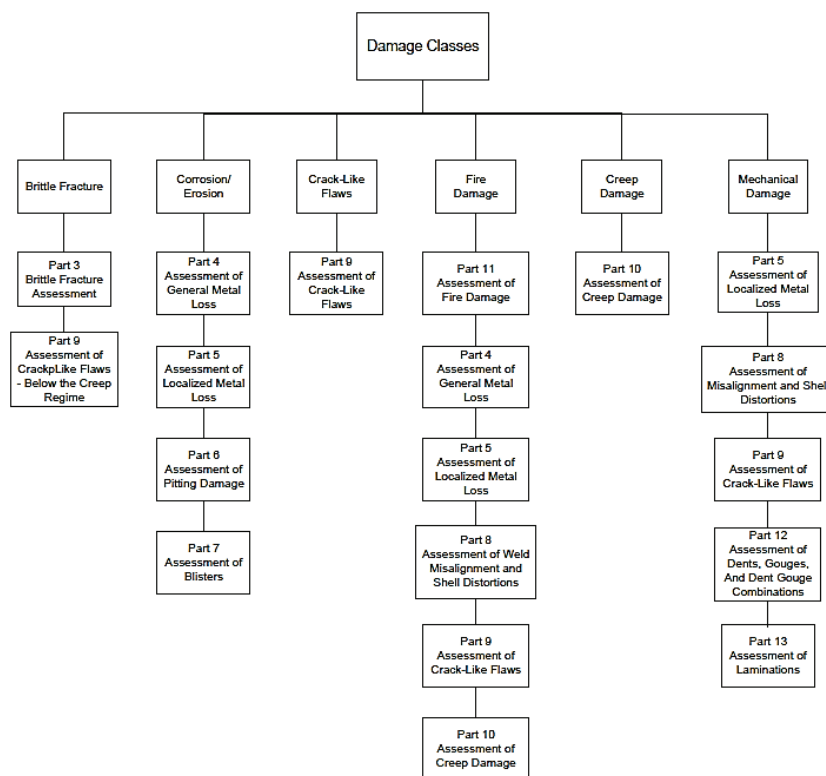 Damage Classes
Brittle Fracture
Corrosion/
Erosion
Crack-Like
Flaws
Fire
Damage
Creep
Damage
Mechanical
Damage
Part 3
Brittle Fracture
Assessment
Part 9
Assessment of
CrackpLike Flaws
- Below the Creep
Regime
Part 4
Assessment of
General Metal
Loss
Part 5
Assessment of
Localized Metal
Loss
Part 6
Assessment of
Pitting Damage
Part 7
Assessment of
Blisters
Part 9
Assessment of
Crack-Like Flaws
Part 11
Assessment of
Fire Damage
Part 4
Assessment of
General Metal
Loss
Part 5
Assessment of
Localized Metal
Loss
Part 8
Assessment of Weld
Misalignment and
Shell Distortions
Part 9
Assessment of
Crack-Like Flaws
Part 10
Assessment of
Creep Damage
Part 10
Assessment of
Creep Damage
Part 5
Assessment of
Localized Metal
Loss
Part 8
Assessment of
Misalignment and Shell
Distortions
Part 9
Assessment of
Crack-Like Flaws
Part 12
Assessment of
Dents, Gouges,
And Dent Gouge
Combinations
Part 13
Assessment of
Laminations